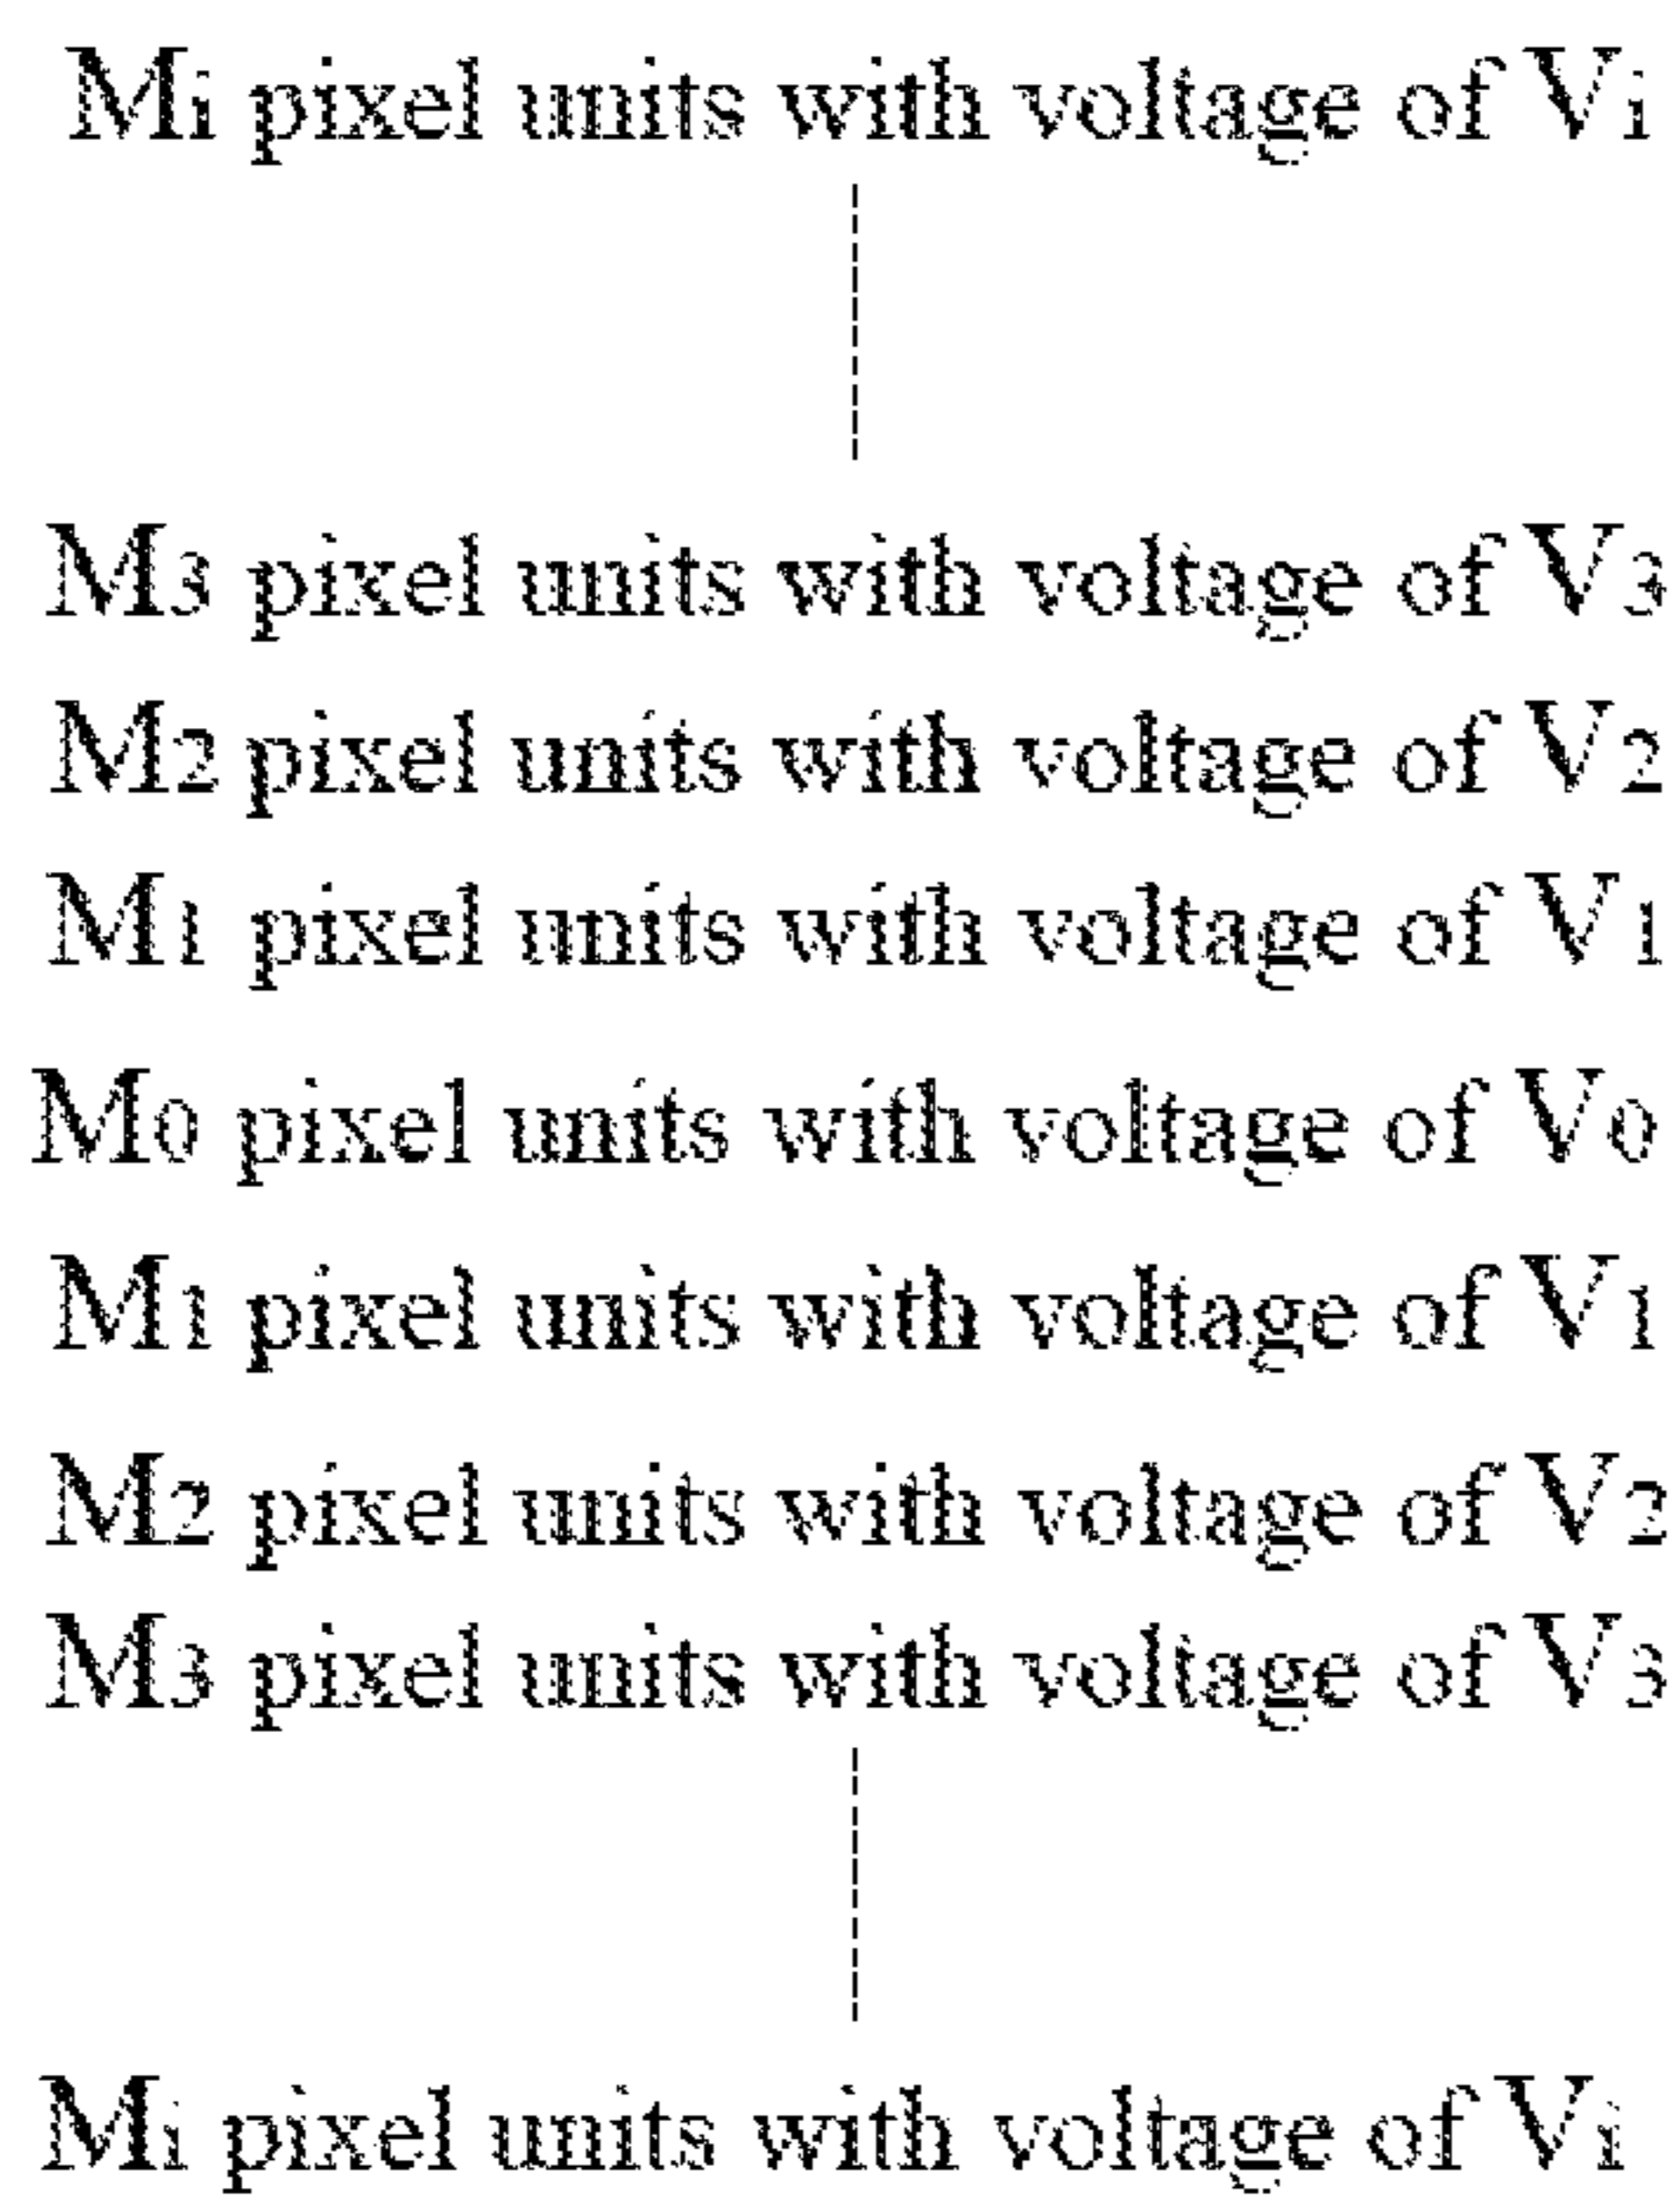 Mi pixel units with voltage of Vi
M3 pixel units with voltage of V3
M2 pixel units with voltage of V2
M1 pixel units with voltage of V1
M0 pixel units with voltage of V0
M1 pixel units with voltage of V1
M2 pixel units with voltage of V2
M3 pixel units with voltage of V3
Mi pixel units with voltage of Vi